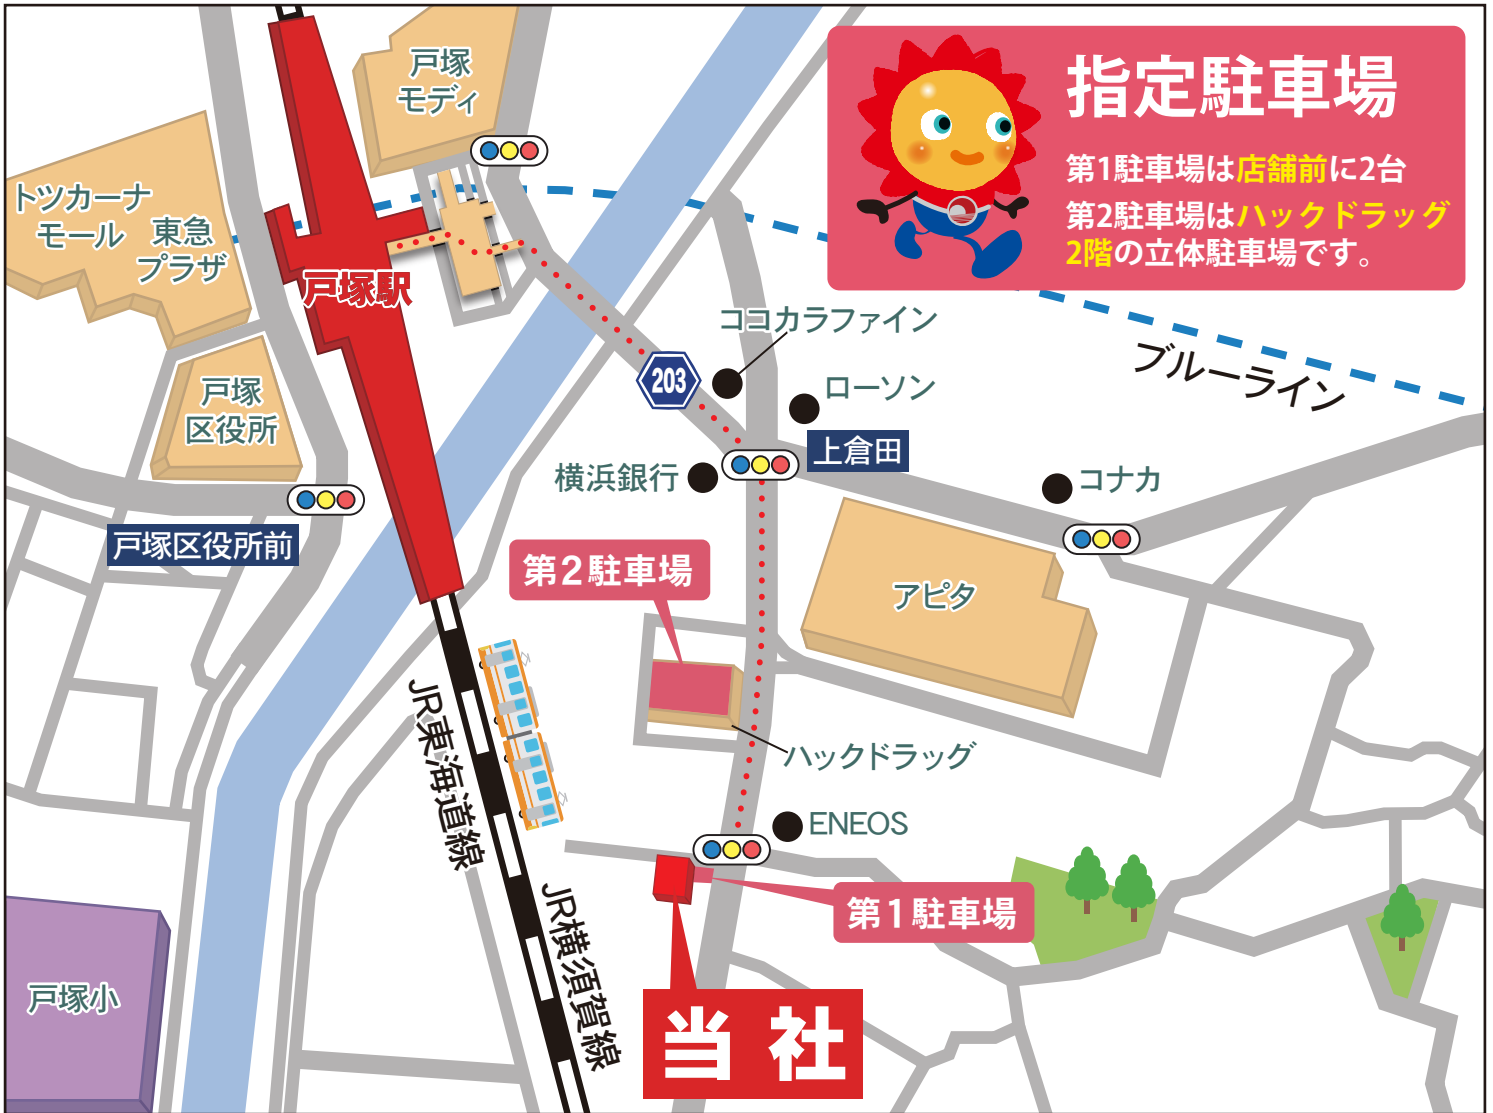 戸塚
モディ
トツカーナ
モール
東急
プラザ
戸塚駅
戸塚
区役所
戸塚区役所前
指定駐車場
第1駐車場は店舗前に2台
第2駐車場はハックドラッグ
2階の立体駐車場です。
ココカラファイン
ブルーライン
203
ローソン
上倉田
横浜銀行
コナカ
第2駐車場
アピタ
ハックドラッグ
JR東海道線
ENEOS
第1駐車場
JR横須賀線
戸塚小
当社